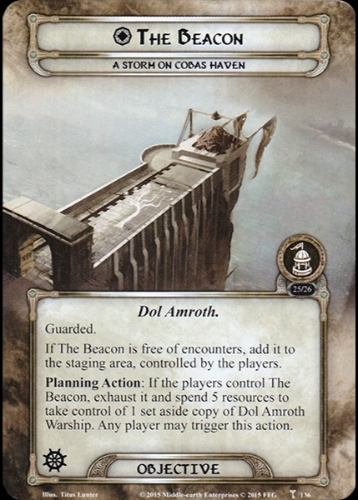 The Beacon
A Storm on Cobas Haven
25/26
Dol Amroth.
Guarded.
If The Beacon is free of encounters, add it to
the staging area, controlled by the players.
Planning Action: If the players control The
Beacon, exhaust it and spend 5 resources to
take control of 1 set aside copy of Dol Amroth
Warship. Any player may trigger this action.
OBJECTIVE
Illus. Titus Lunter
©2015 Middle-earth Enterprises © 2015 FFG
136